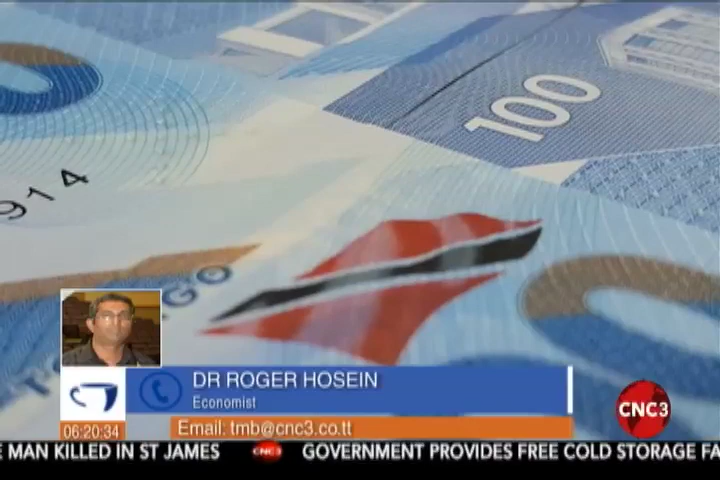 100
914
GO
DR ROGER HOSEIN
Economist
CNC3
06:20:34
Email: tmb@cnc3.co.tt
E MAN KILLED IN ST JAMES CNC3 GOVERNMENT PROVIDES FREE COLD STORAGE FA